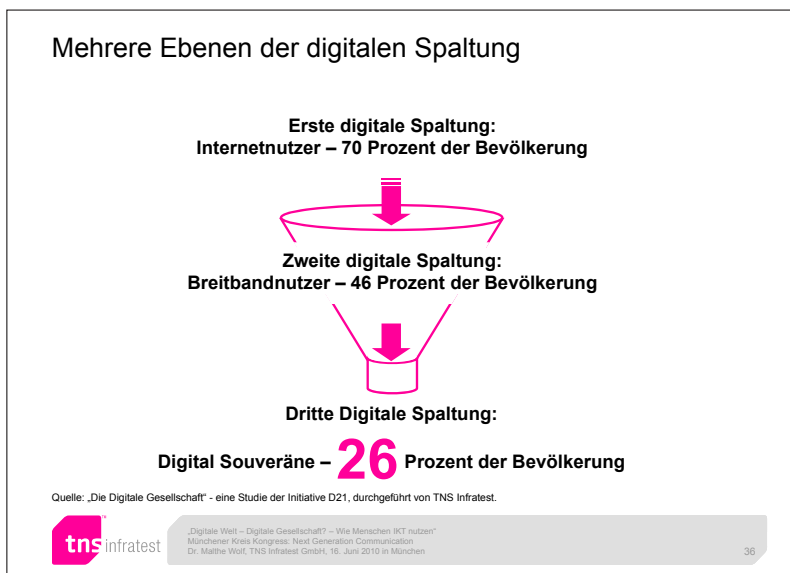 Mehrere Ebenen der digitalen Spaltung
Erste digitale Spaltung:
Internetnutzer – 70 Prozent der Bevölkerung
Zweite digitale Spaltung:
Breitbandnutzer – 46 Prozent der Bevölkerung
Dritte Digitale Spaltung:
Digital Souveräne – 26 Prozent der Bevölkerung
Quelle: „Die Digitale Gesellschaft“ - eine Studie der Initiative D21, durchgeführt von TNS Infratest.
tns infratest
„Digitale Welt – Digitale Gesellschaft? – Wie Menschen IKT nutzen“
Münchener Kreis Kongress: Next Generation Communication
Dr. Malthe Wolf, TNS Infratest GmbH, 16. Juni 2010 in München
36